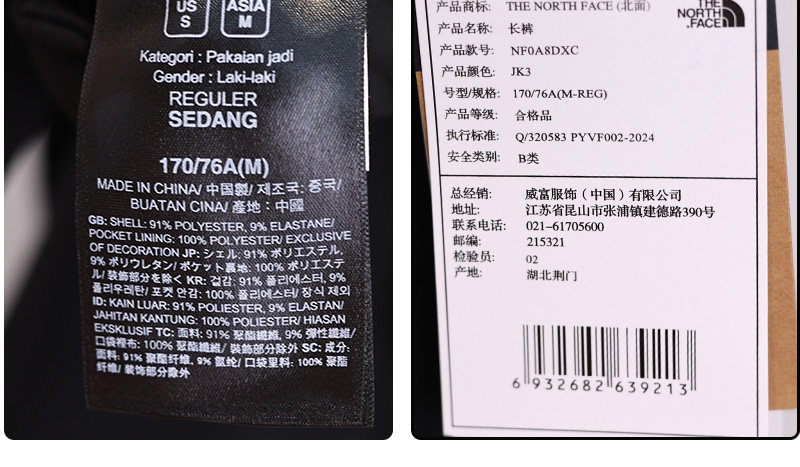 US
S
ASIA
M
Kategori : Pakaian jadi
Gender : Laki-laki
REGULER
SEDANG
170/76A(M)
MADE IN CHINA/ 中国製/ 제조국: 중국/
BUATAN CINA/ 產地: 中國
GB: SHELL: 91% POLYESTER, 9% ELASTANE/
POCKET LINING: 100% POLYESTER/ EXCLUSIVE
OF DECORATION JP: シェル: 91% ポリエステル,
9% ポリウレタン/ ポケット裏地: 100% ポリエステ
ル/ 装飾部分を除く KR: 겉감: 91% 폴리에스터, 9%
폴리우레탄/ 포켓 안감: 100% 폴리에스터/ 장식 제외
ID: KAIN LUAR: 91% POLIESTER, 9% ELASTAN/
JAHITAN KANTUNG: 100% POLIESTER/ HIASAN
EKSKLUSIF TC: 面料: 91% 聚酯纖維, 9% 彈性纖維/
口袋裡布: 100% 聚酯纖維/ 裝飾部分除外 SC: 成分:
面料: 91% 聚酯纤维, 9% 氨纶/ 口袋里料: 100% 聚酯
纤维/ 装饰部分除外
产品商标: THE NORTH FACE (北面)
THE
NORTH
FACE
产品名称: 长裤
产品款号: NF0A8DXC
产品颜色: JK3
号型/规格: 170/76A(M-REG)
产品等级: 合格品
执行标准: Q/320583 PYVF002-2024
安全类别: B类
总经销: 威富服饰（中国）有限公司
地址: 江苏省昆山市张浦镇建德路390号
联系电话: 021-61705600
邮编: 215321
检验员: 02
产地: 湖北荆门
6 932682 639213